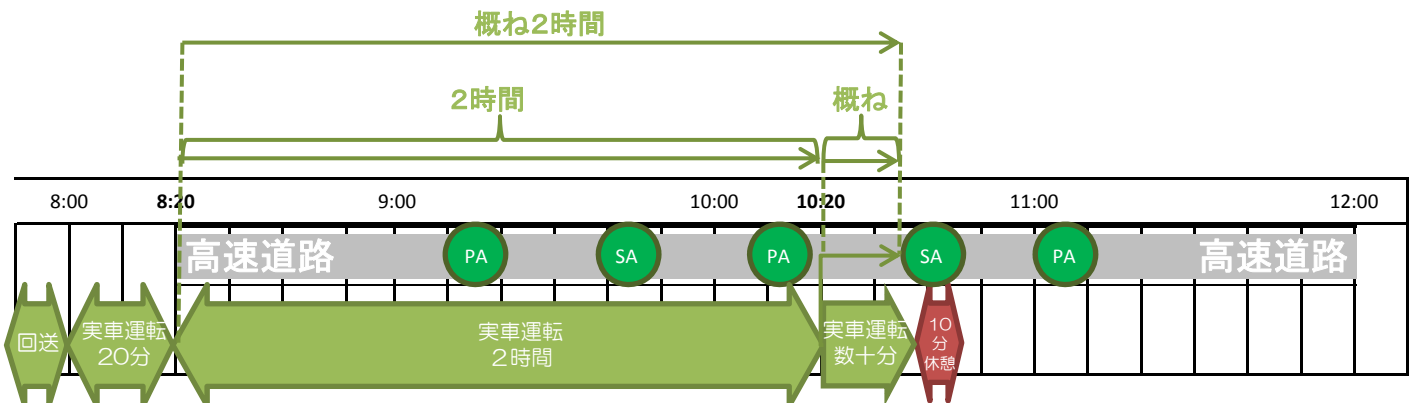 概ね2時間
2時間
概ね
8:00
8:20
9:00
10:00
10:20
11:00
12:00
高速道路
PA
SA
PA
SA
PA
高速道路
回送
実車運転
20分
実車運転
2時間
実車運転
数十分
10
分
休憩